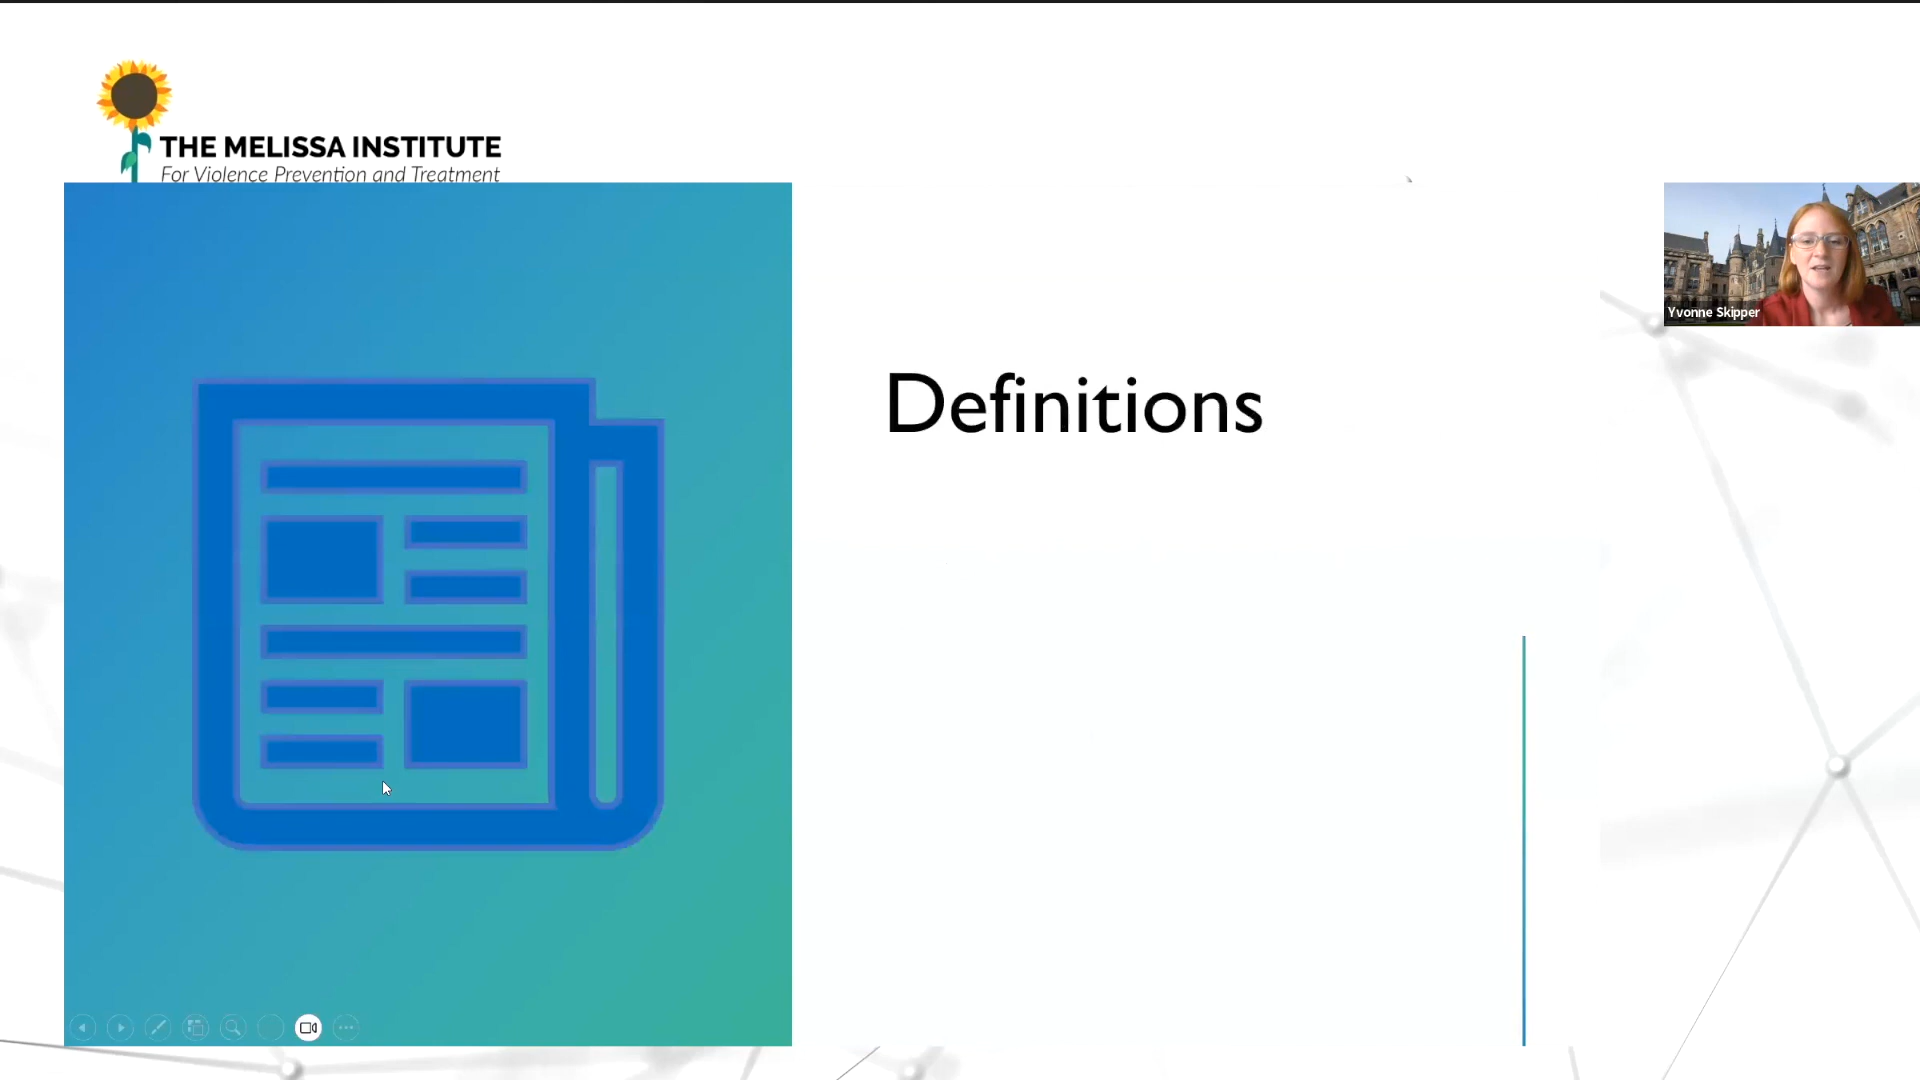 THE MELISSA INSTITUTE
For Violence Prevention and Treatment
Yvonne Skipper
Definitions